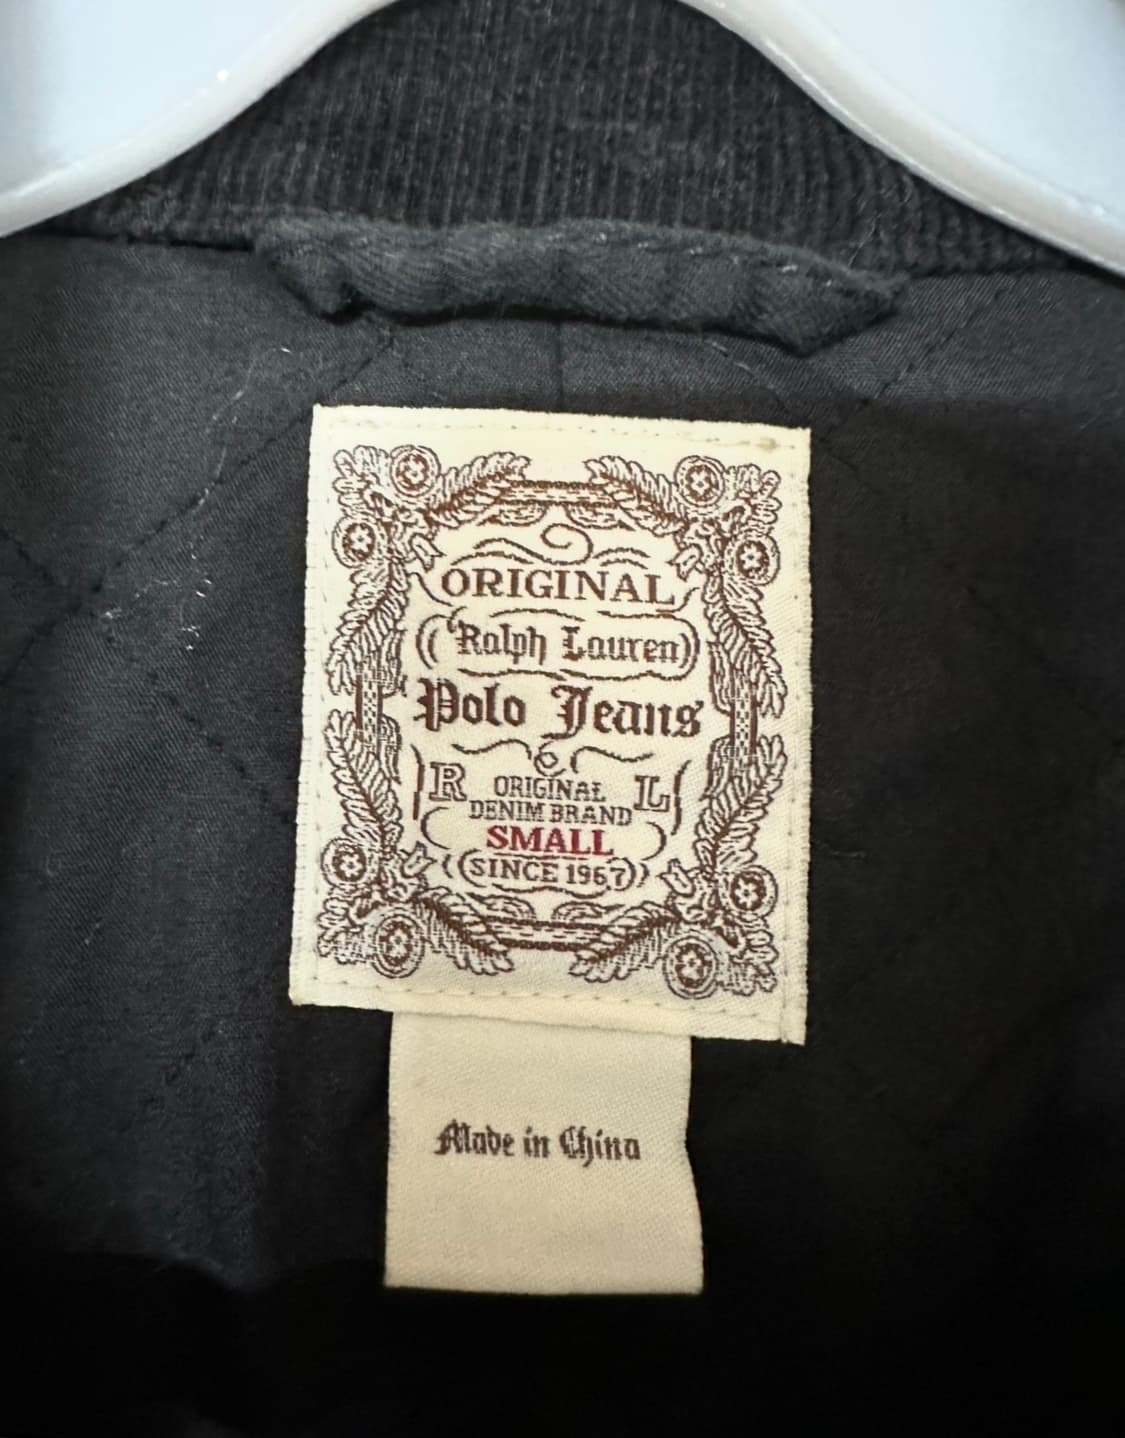 ORIGINAL
Ralph Lauren
Polo Jeans
R ORIGINAL L
DENIM BRAND
SMALL
SINCE 1967
Made in China